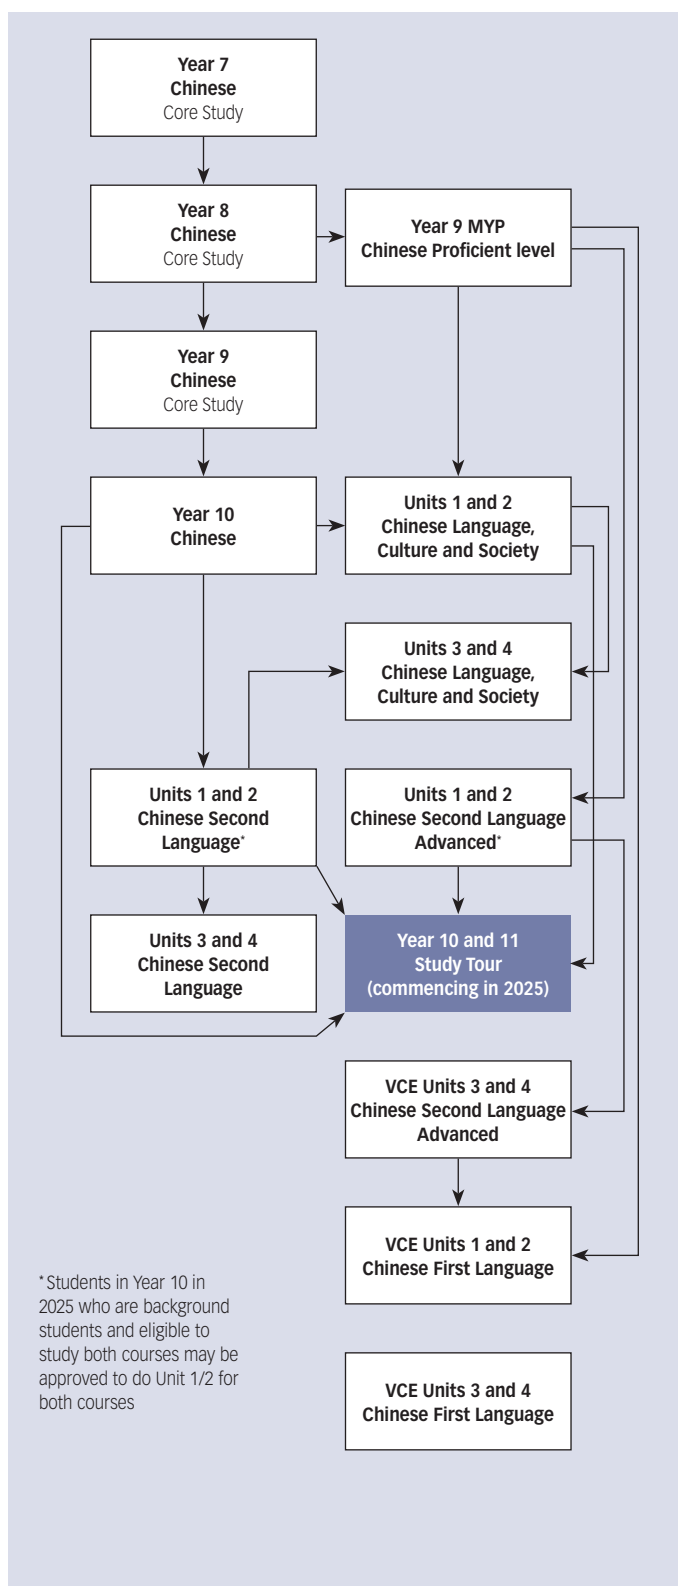 Year 7
Chinese
Core Study
Year 8
Chinese
Core Study
Year 9 MYP
Chinese Proficient level
Year 9
Chinese
Core Study
Year 10
Chinese
Units 1 and 2
Chinese Language,
Culture and Society
Units 3 and 4
Chinese Language,
Culture and Society
Units 1 and 2
Chinese Second
Language*
Units 1 and 2
Chinese Second Language
Advanced*
Units 3 and 4
Chinese Second
Language
Year 10 and 11
Study Tour
(commencing in 2025)
VCE Units 3 and 4
Chinese Second Language
Advanced
VCE Units 1 and 2
Chinese First Language
* Students in Year 10 in
2025 who are background
students and eligible to
study both courses may be
approved to do Unit 1/2 for
both courses
VCE Units 3 and 4
Chinese First Language